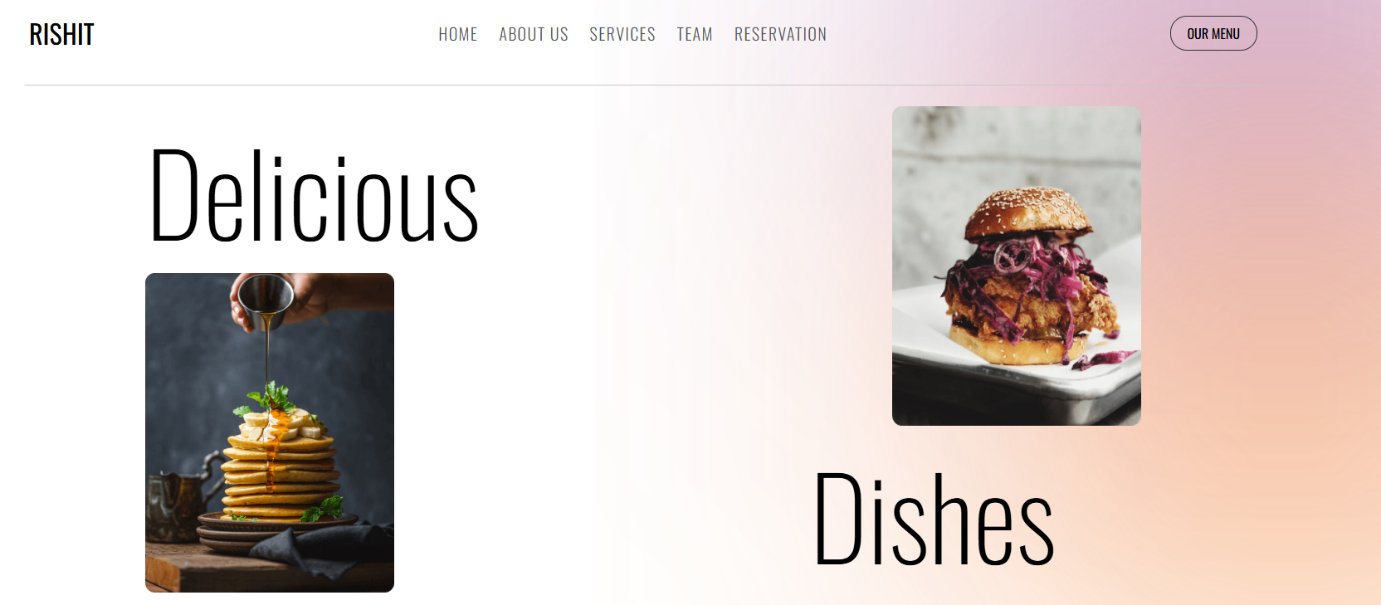 RISHIT
HOME ABOUT US SERVICES TEAM RESERVATION
OUR MENU
Delicious
Dishes